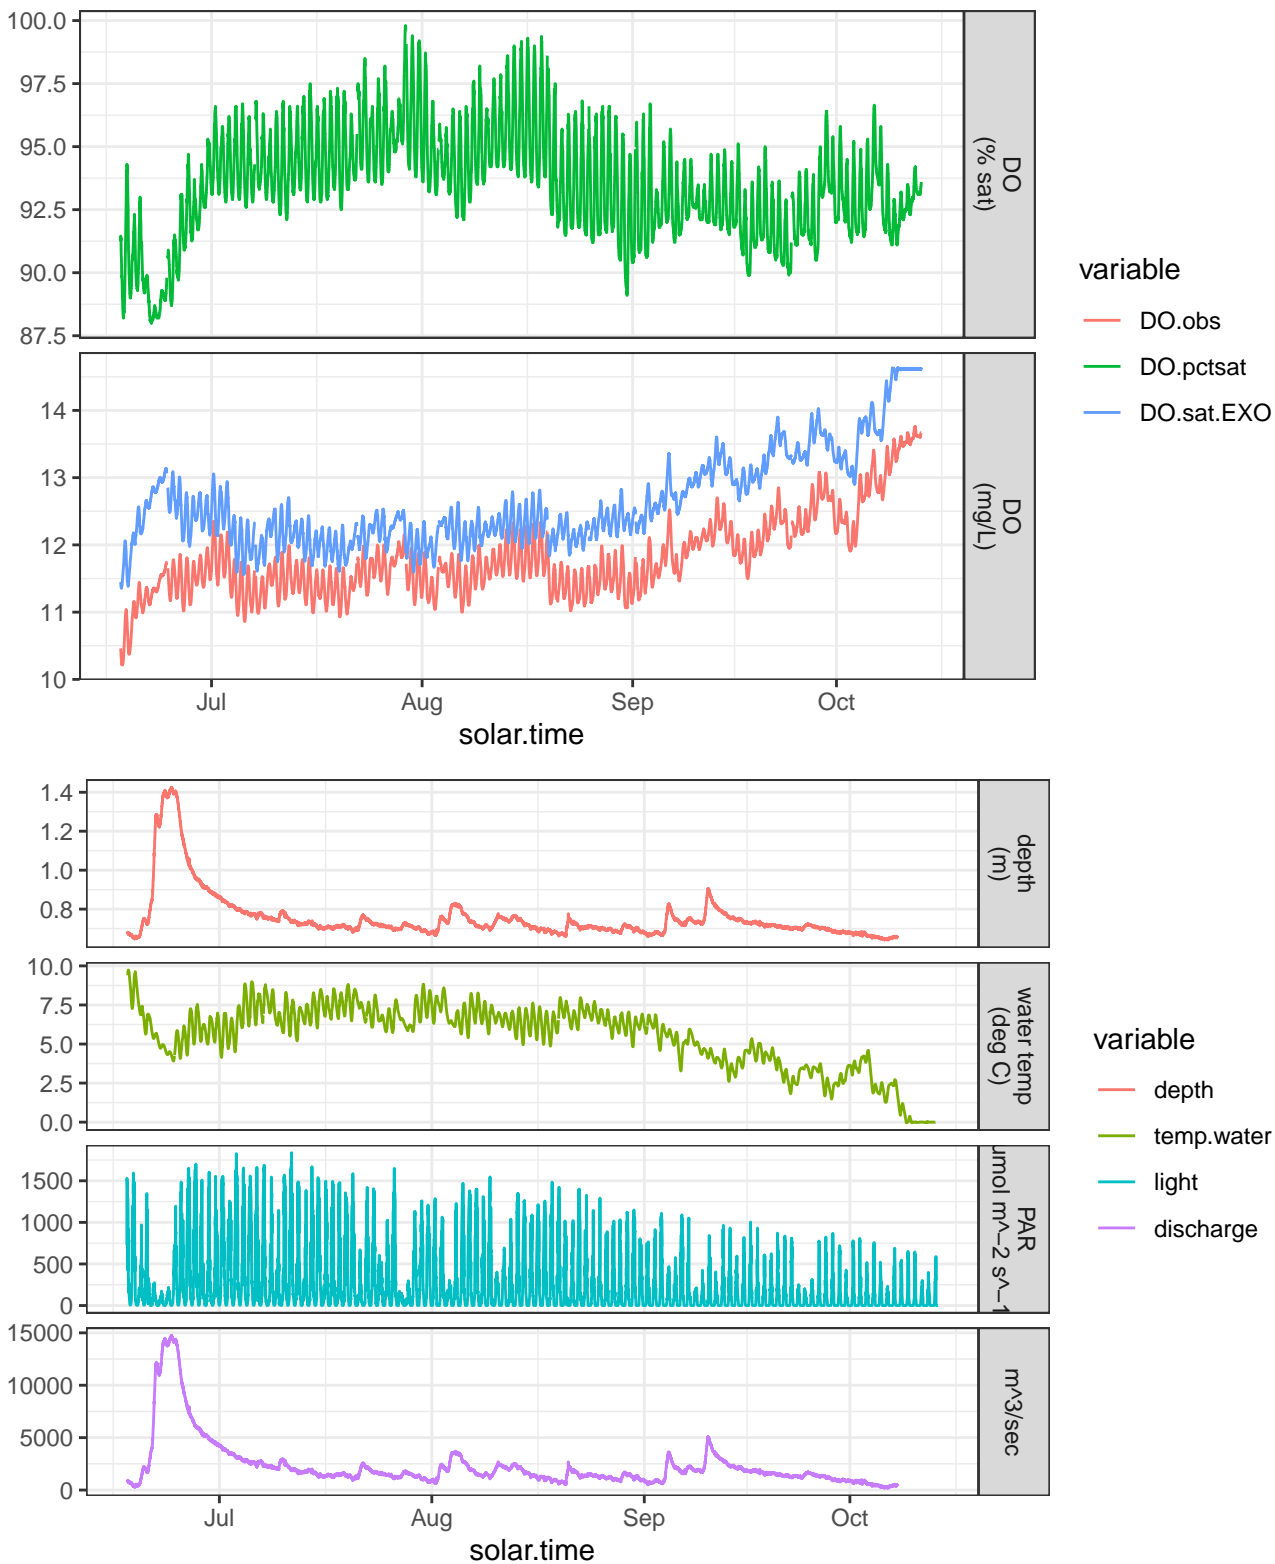 100.0
97.5
95.0
92.5
90.0
87.5
DO
(% sat)
14
13
12
11
10
DO
(mg/L)
Jul Aug Sep Oct
solar.time
variable
DO.obs
DO.pctsat
DO.sat.EXO
1.4
1.2
1.0
0.8
depth
(m)
10.0
7.5
5.0
2.5
0.0
water temp
(deg C)
1500
1000
500
0
PAR
umol m^-2 s^-1
15000
10000
5000
0
m^3/sec
Jul Aug Sep Oct
solar.time
variable
depth
temp.water
light
discharge